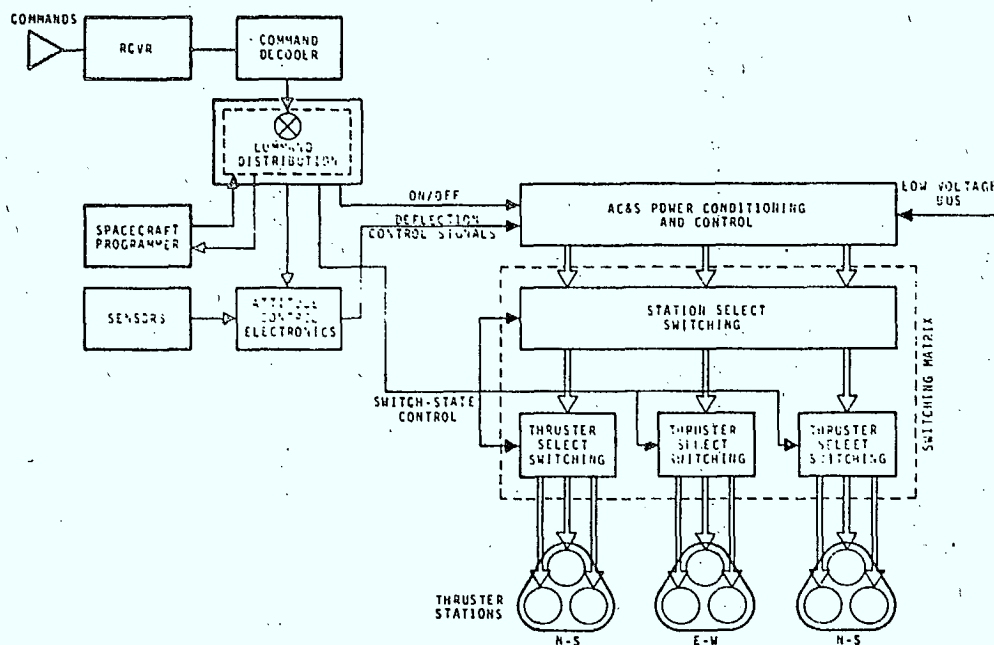 COMMANDS
RCVR
COMMAND
DECODER
COMMAND
DISTRIBUTION
SPACECRAFT
PROGRAMMER
SENSORS
ATTITUDE
CONTROL
ELECTRONICS
ON/OFF
DEFLECTION
CONTROL SIGNALS
AC&S POWER CONDITIONING
AND CONTROL
LOW VOLTAGE
BUS
STATION SELECT
SWITCHING
SWITCHING MATRIX
SWITCH-STATE
CONTROL
THRUSTER
SELECT
SWITCHING
THRUSTER
SELECT
SWITCHING
THRUSTER
SELECT
SWITCHING
THRUSTER
STATIONS
N-S
E-W
N-S